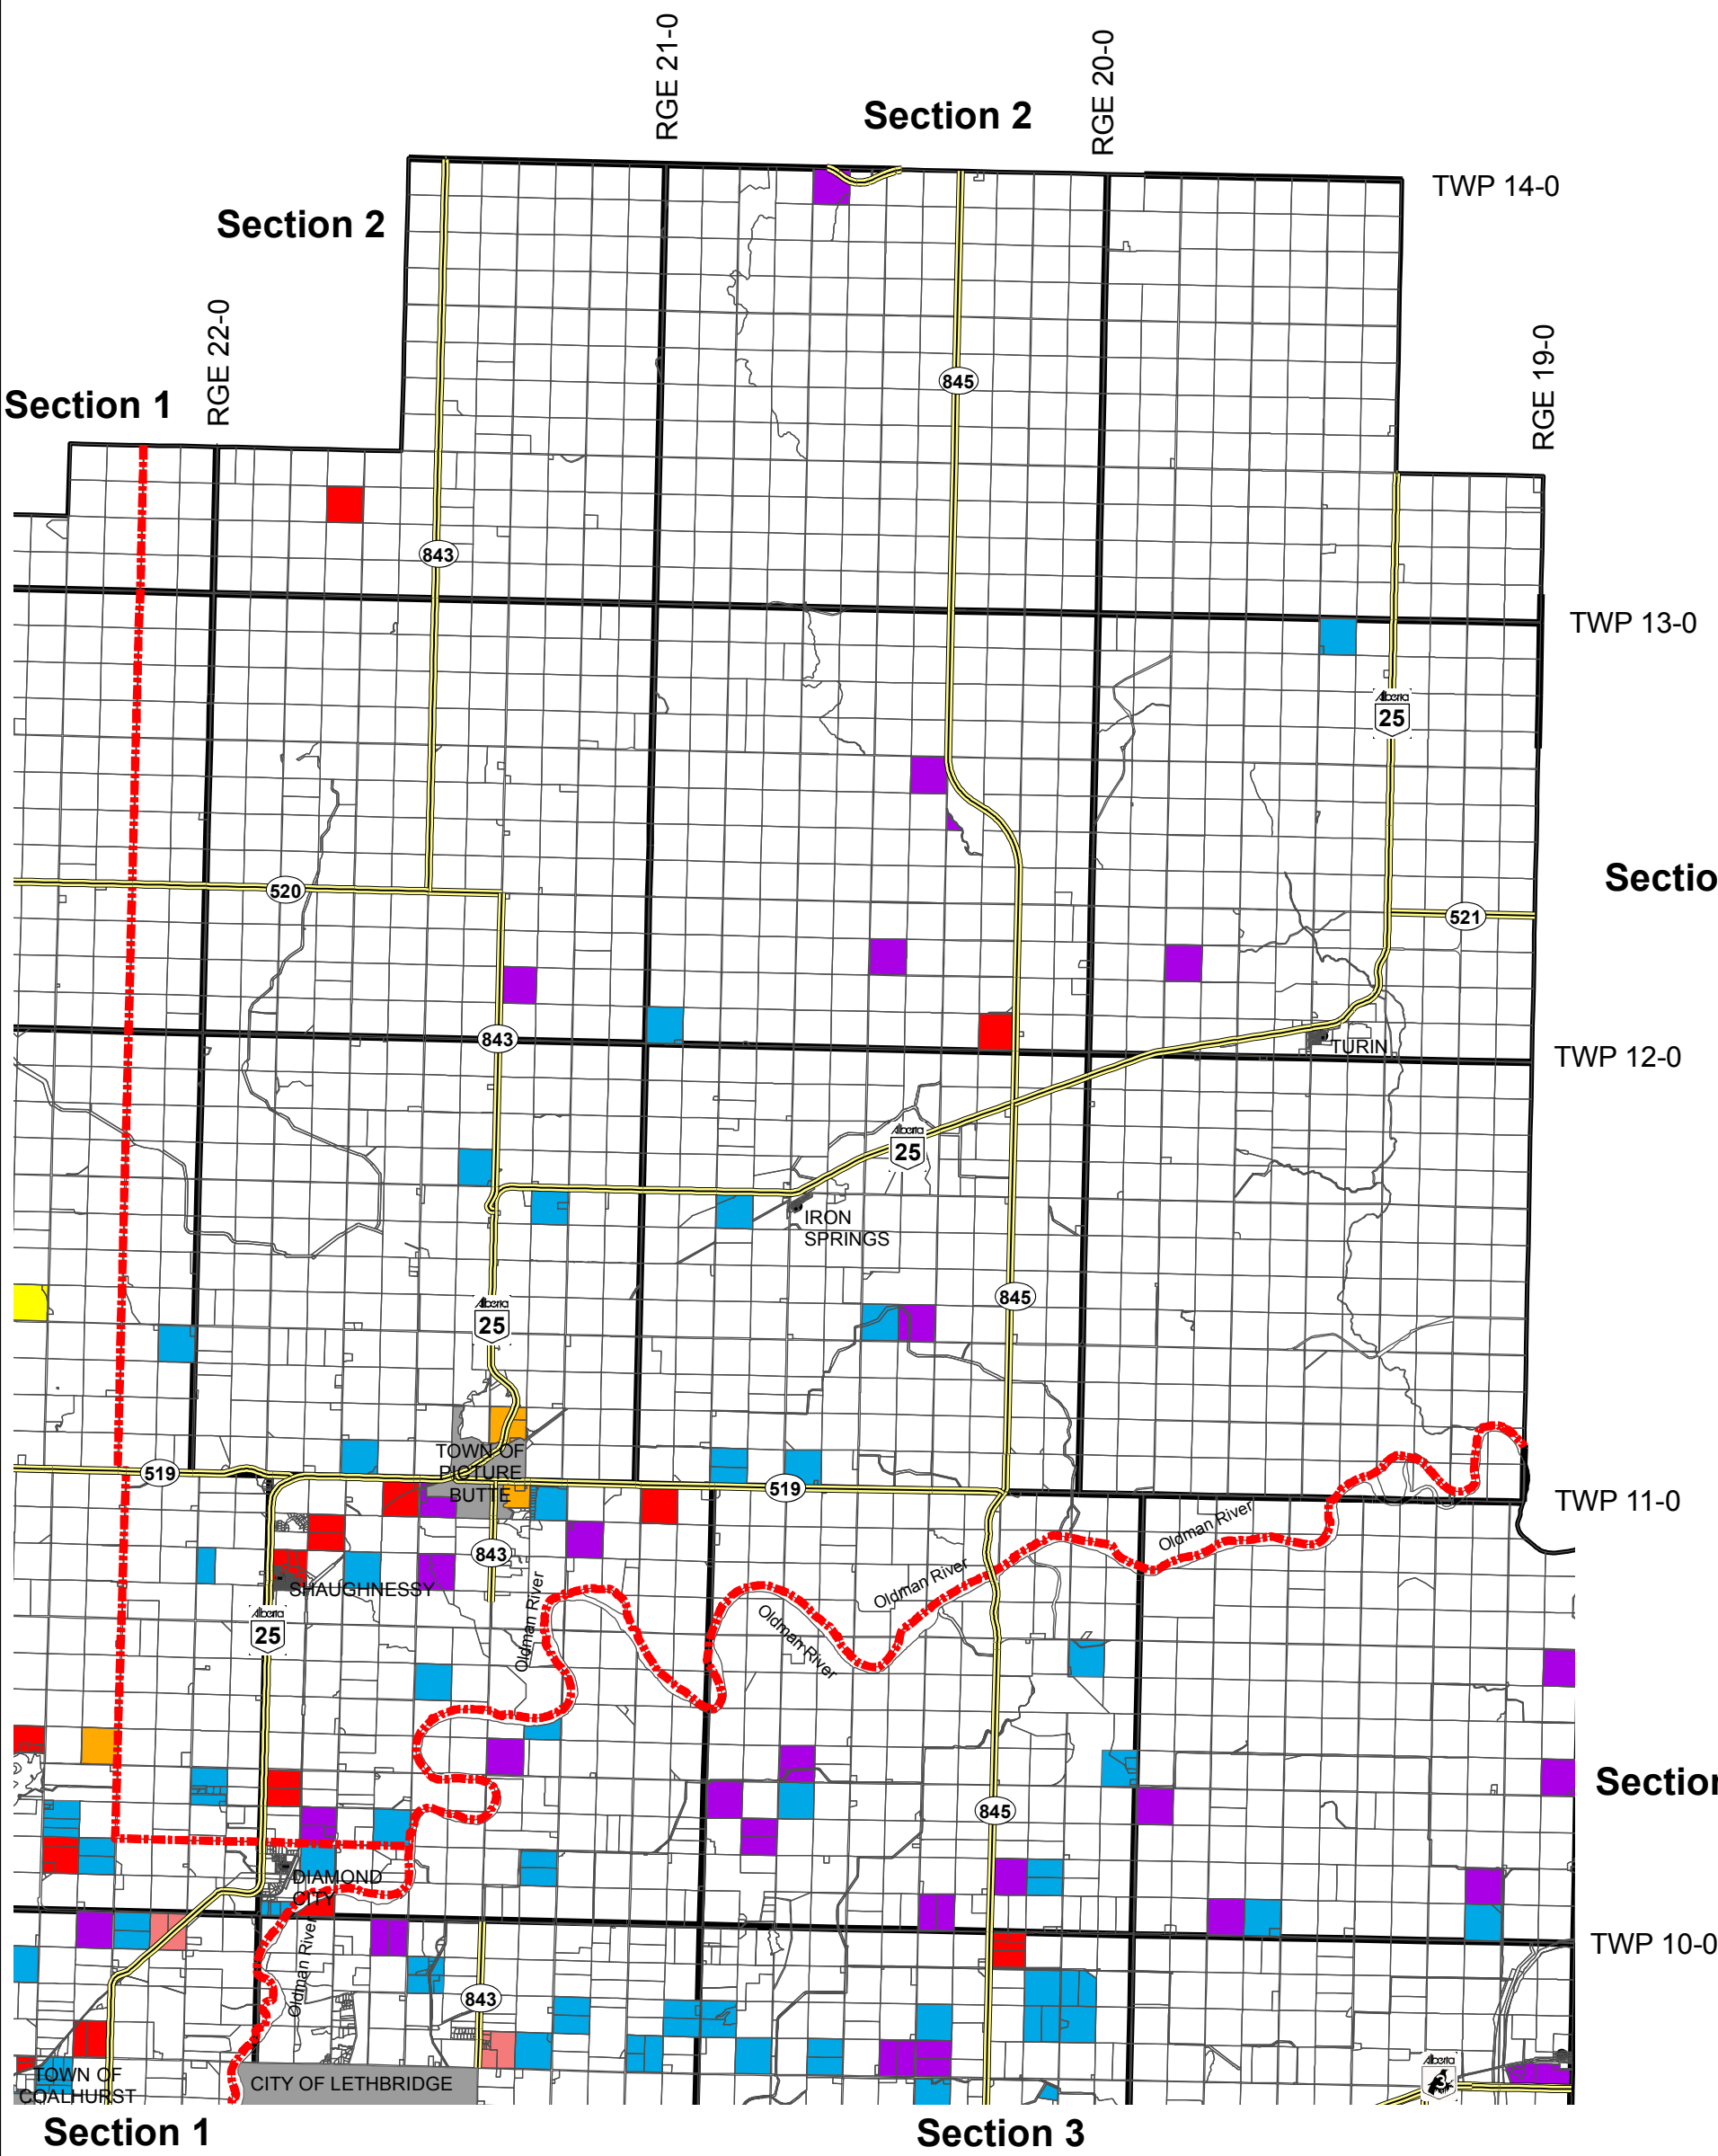 RGE 21-0
RGE 20-0
Section 2
TWP 14-0
Section 2
RGE 22-0
RGE 19-0
845
Section 1
843
TWP 13-0
Alberta
25
Sectio
520
521
843
TURIN
TWP 12-0
Alberta
25
IRON
SPRINGS
845
Alberta
25
TOWN OF
PICTURE
BUTTE
519
519
TWP 11-0
Oldman River
843
Oldman River
SHAUGHNESSY
Oldman River
Oldman River
Alberta
25
Section
845
DIAMOND
CITY
Oldman River
TWP 10-0
843
TOWN OF
COALHURST
CITY OF LETHBRIDGE
Alberta
3
Section 1
Section 3